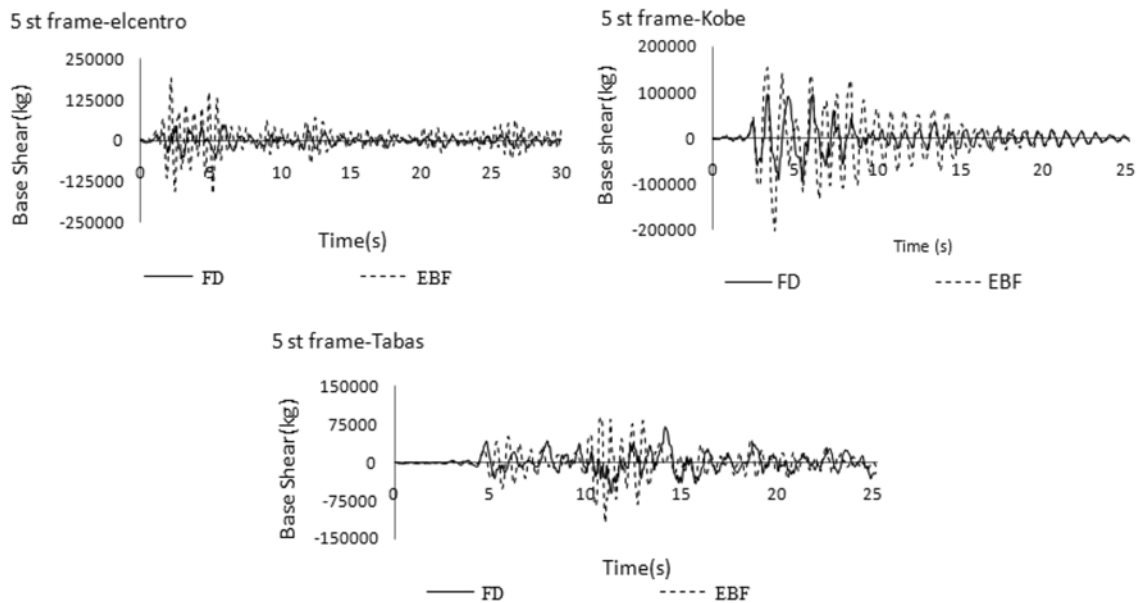 5 st frame-elcentro
Base Shear(kg)
250000
125000
0
-125000
-250000
0 5 10 15 20 25 30
Time(s)
FD EBF
5 st frame-Kobe
Base shear(kg)
200000
100000
0
-100000
-200000
0 5 10 15 20 25
Time (s)
FD EBF
5 st frame-Tabas
Base Shear(kg)
150000
75000
0
-75000
-150000
0 5 10 15 20 25
Time(s)
FD EBF